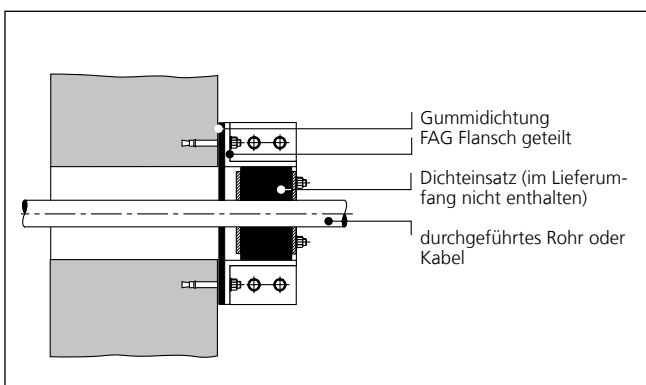 Gummidichtung
FAG Flansch geteilt
Dichteinsatz (im Lieferum-
fang nicht enthalten)
durchgeführtes Rohr oder
Kabel